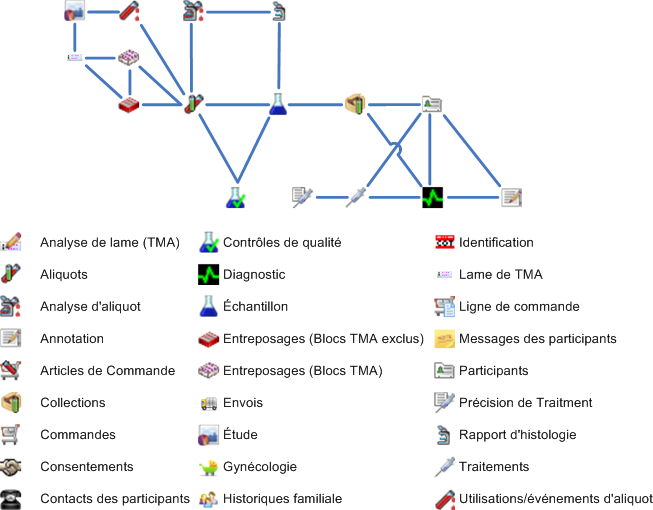 Analyse de lame (TMA) Contrôles de qualité Identification
Aliquots Diagnostic Lame de TMA
Analyse d'aliquot Échantillon Ligne de commande
Annotation Entreposages (Blocs TMA exclus) Messages des participants
Articles de Commande Entreposages (Blocs TMA) Participants
Collections Envois Précision de Traitment
Commandes Étude Rapport d'histologie
Consentements Gynécologie Traitements
Contacts des participants Historiques familiale Utilisations/événements d'aliquot